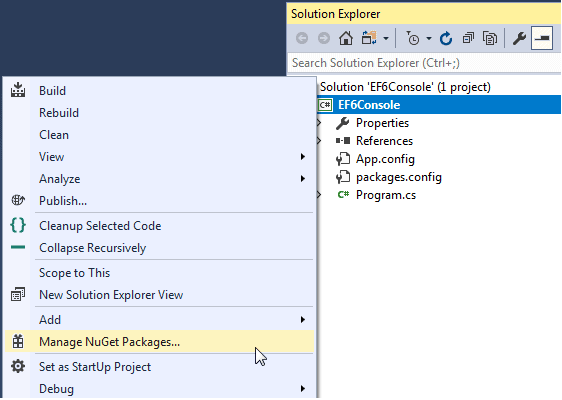 Solution Explorer
Search Solution Explorer (Ctrl+;)
Solution 'EF6Console' (1 project)
C# EF6Console
Properties
References
App.config
packages.config
C# Program.cs
Build
Rebuild
Clean
View
Analyze
Publish...
Cleanup Selected Code
Collapse Recursively
Scope to This
New Solution Explorer View
Add
Manage NuGet Packages...
Set as StartUp Project
Debug